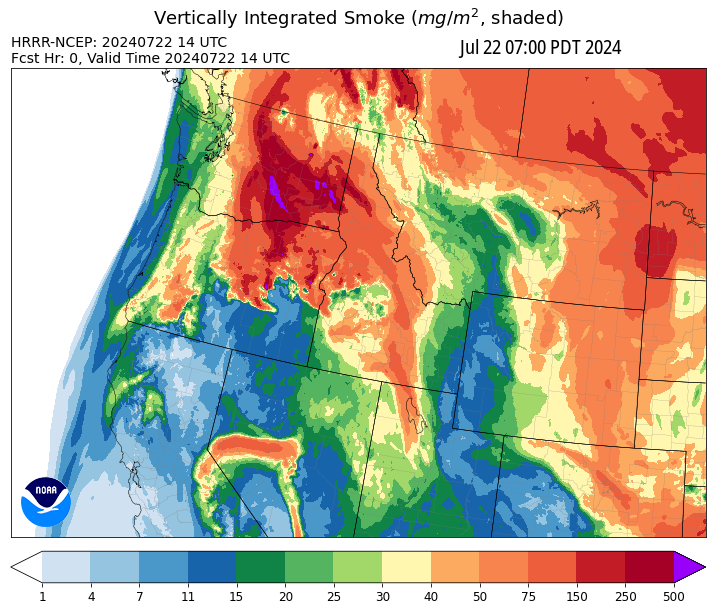 Vertically Integrated Smoke (mg/m², shaded)
HRRR-NCEP: 20240722 14 UTC
Jul 22 07:00 PDT 2024
Fcst Hr: 0, Valid Time 20240722 14 UTC
NOAA
1 4 7 11 15 20 25 30 40 50 75 150 250 500